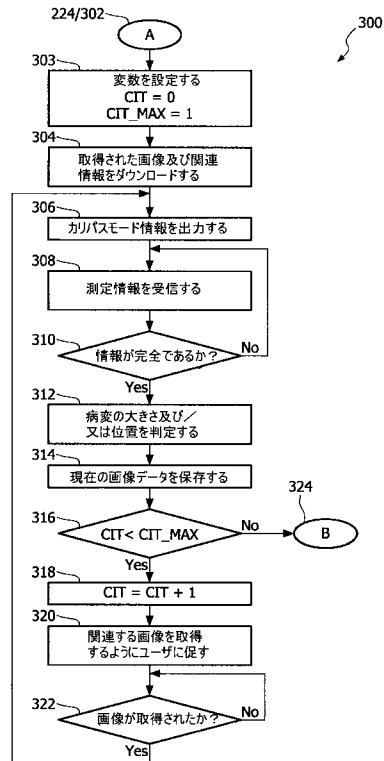 224/302
A
300
303
変数を設定する
CIT = 0
CIT_MAX = 1
304
取得された画像及び関連
情報をダウンロードする
306
カリパスモード情報を出力する
308
測定情報を受信する
310
情報が完全であるか？
No
Yes
312
病変の大きさ及び／
又は位置を判定する
314
現在の画像データを保存する
316
CIT< CIT_MAX
No
324
B
Yes
318
CIT = CIT + 1
320
関連する画像を取得
するようにユーザに促す
322
画像が取得されたか？
No
Yes